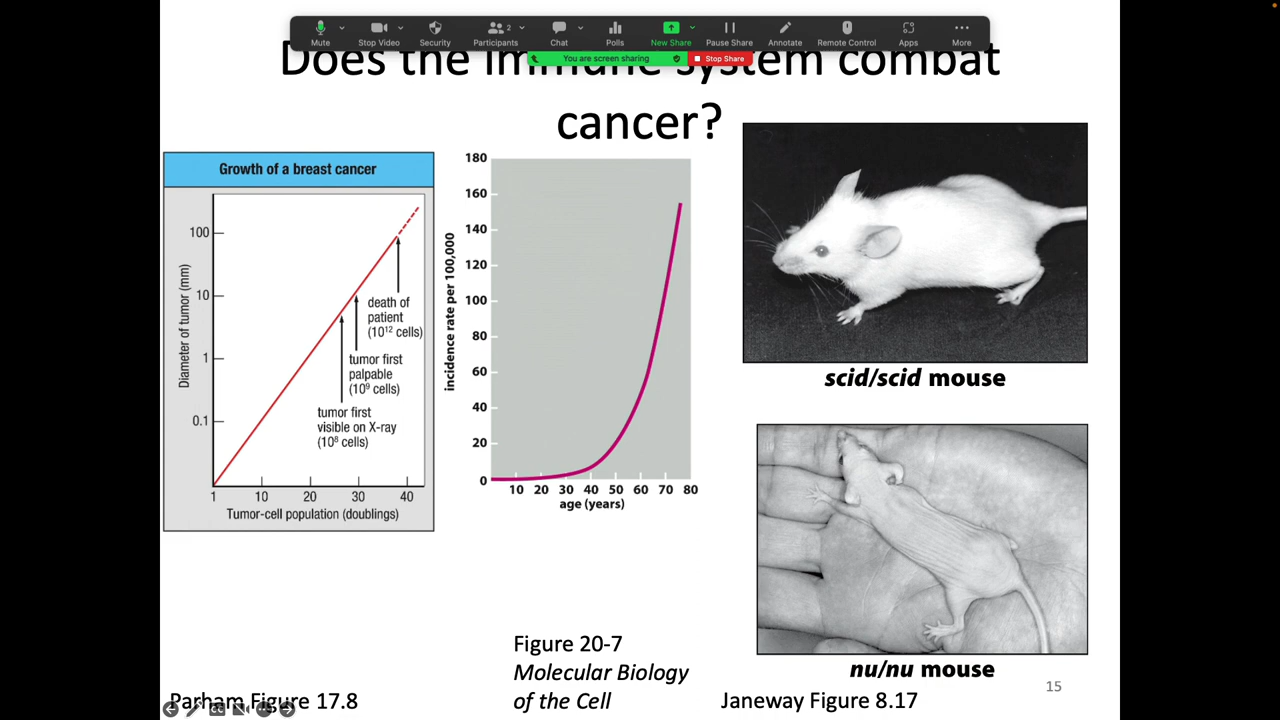 Mute
Stop Video
Security
Participants
2
Chat
Polls
New Share
Pause Share
Annotate
Remote Control
Apps
More
You are screen sharing
Stop Share
Does the immune system combat
cancer?
Growth of a breast cancer
Diameter of tumor (mm)
100
10
1
0.1
death of
patient
(10¹² cells)
tumor first
palpable
(10⁹ cells)
tumor first
visible on X-ray
(10⁸ cells)
1 10 20 30 40
Tumor-cell population (doublings)
incidence rate per 100,000
180
160
140
120
100
80
60
40
20
0
10 20 30 40 50 60 70 80
age (years)
scid/scid mouse
nu/nu mouse
Figure 20-7
Molecular Biology
of the Cell
Parham Figure 17.8
Janeway Figure 8.17
15